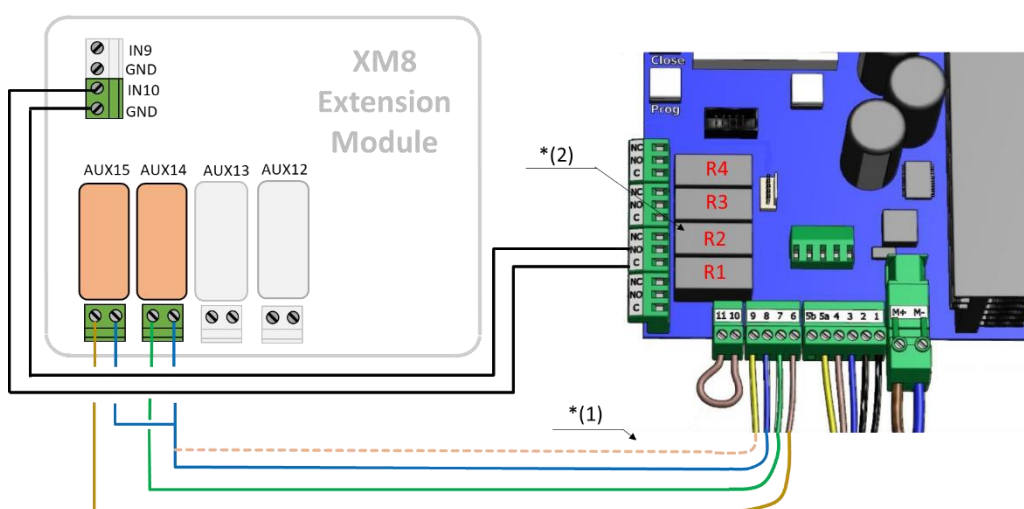 IN9
GND
IN10
GND
XM8
Extension
Module
AUX15 AUX14 AUX13 AUX12
*(2)
*(1)
Close
Prog
NC
NO
C
NC
NO
C
NC
NO
C
NC
NO
C
R4
R3
R2
R1
11 10 9 8 7 6 5b 5a 4 3 2 1 M+ M-